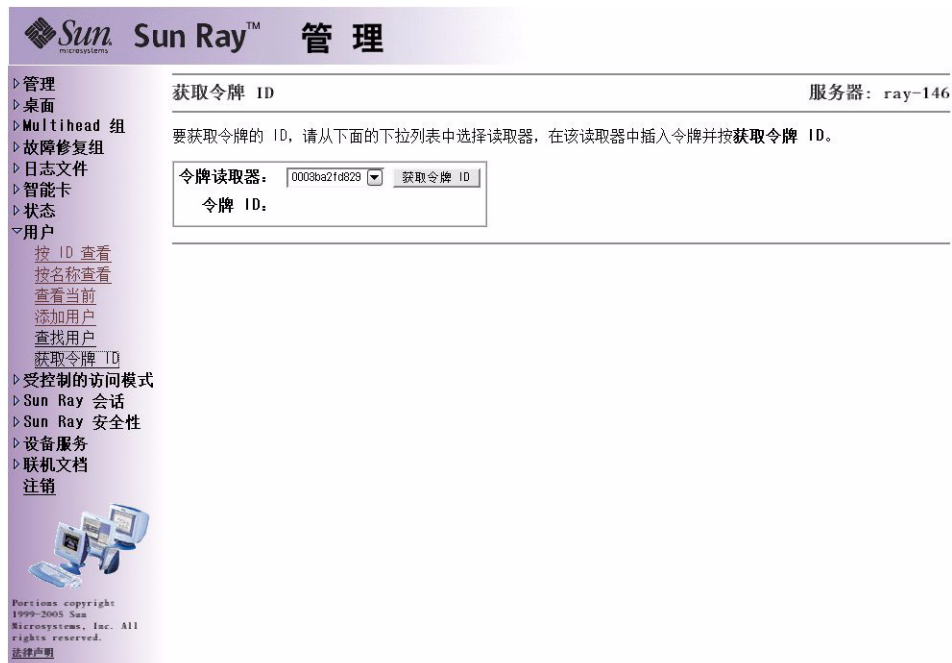 Sun microsystems Sun Ray™ 管 理
▷管理
▷桌面
▷Multihead 组
▷故障修复组
▷日志文件
▷智能卡
▷状态
▽用户
按 ID 查看
按名称查看
查看当前
添加用户
查找用户
获取令牌 ID
▷受控制的访问模式
▷Sun Ray 会话
▷Sun Ray 安全性
▷设备服务
▷联机文档
注销
Portions copyright
1999-2005 Sun
Microsystems, Inc. All
rights reserved.
法律声明
获取令牌 ID 服务器: ray-146
要获取令牌的 ID，请从下面的下拉列表中选择读取器，在该读取器中插入令牌并按获取令牌 ID。
令牌读取器: 0003ba2fd829 获取令牌 ID
令牌 ID: